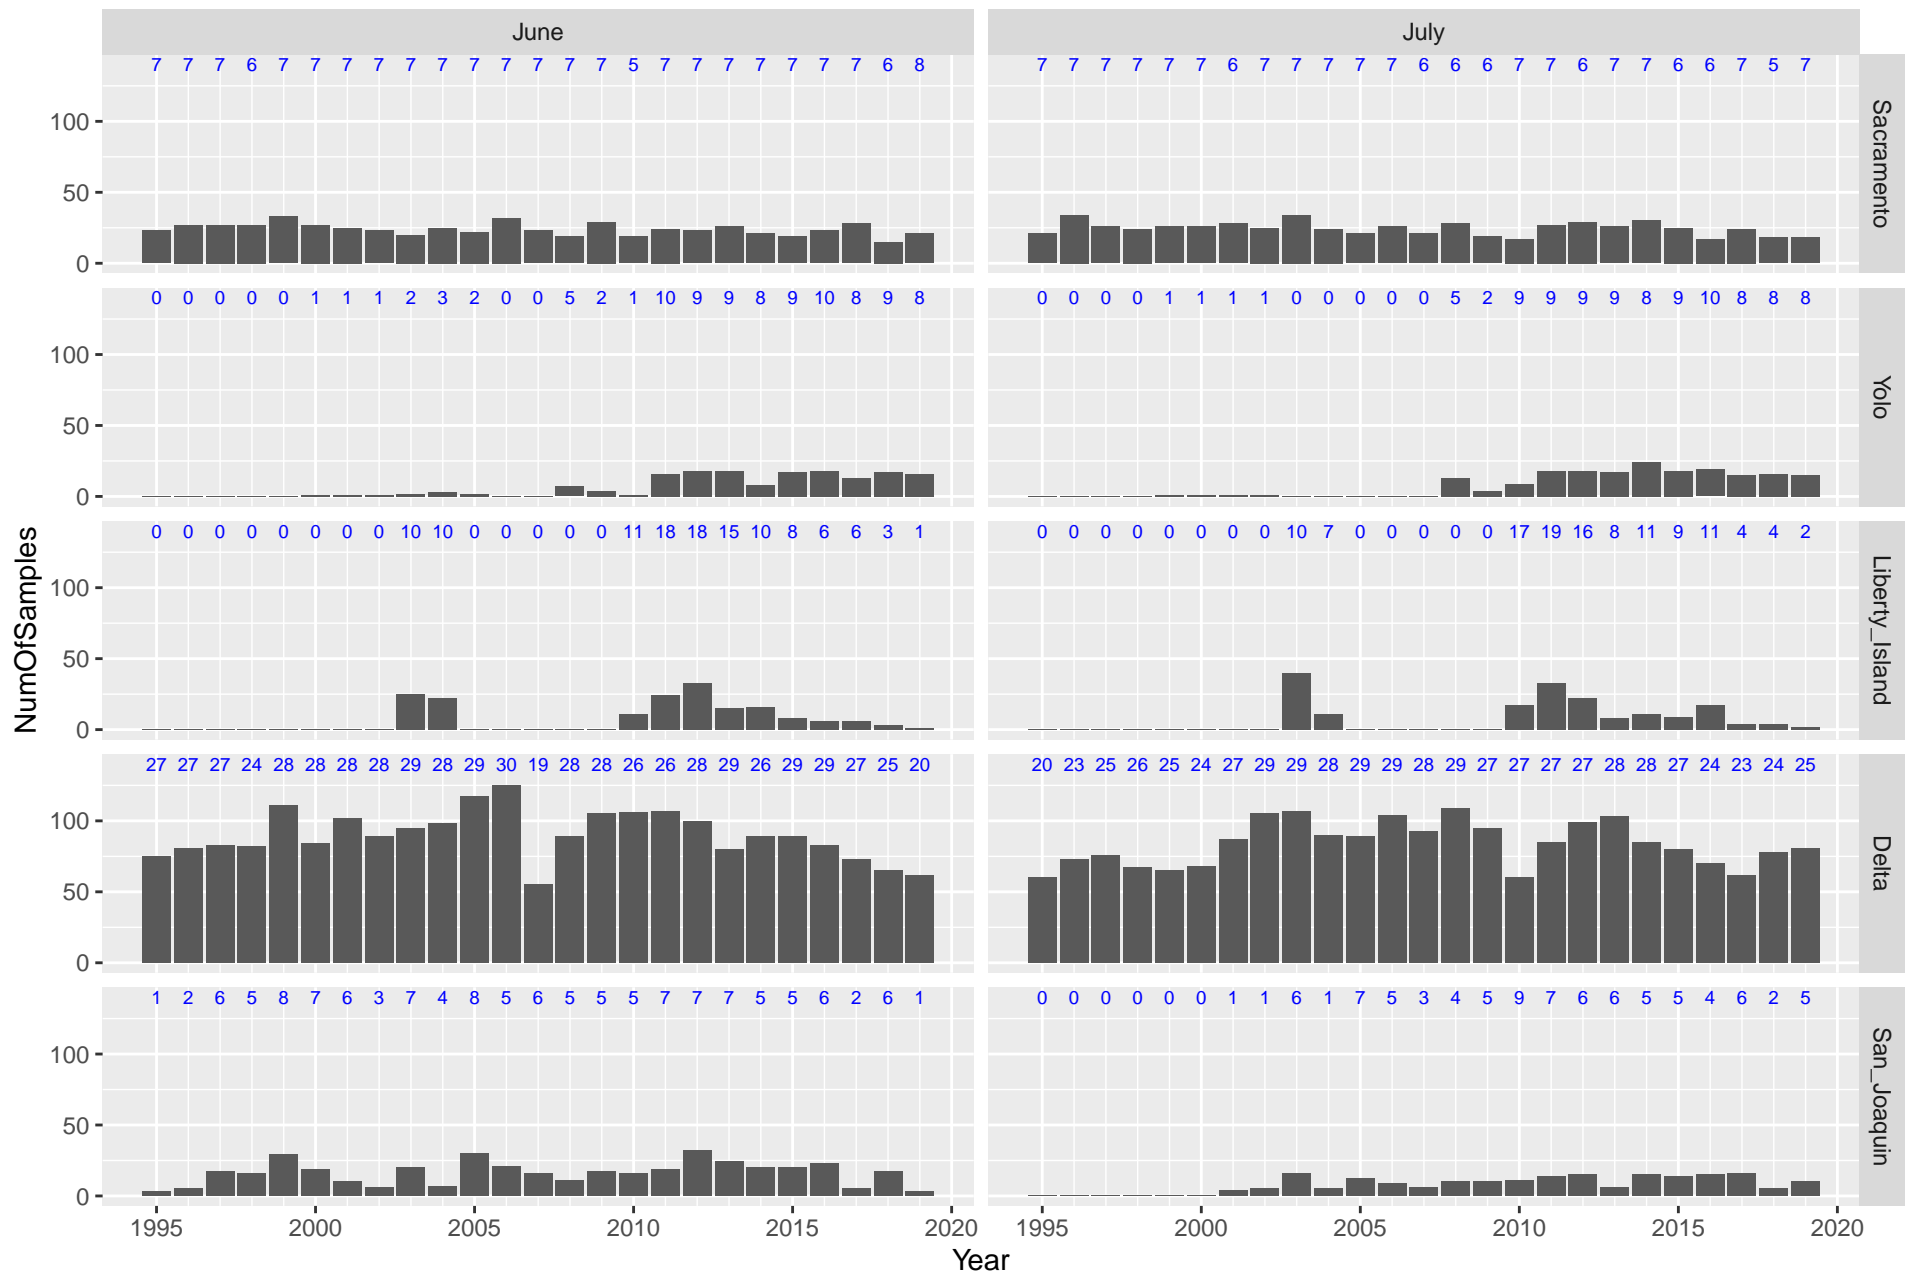 June July
7 7 7 6 7 7 7 7 7 7 7 7 7 7 7 5 7 7 7 7 7 7 7 6 8
7 7 7 7 7 7 6 7 7 7 7 7 6 6 6 7 7 6 7 7 6 6 7 5 7
Sacramento
100
50
0
0 0 0 0 0 1 1 1 2 3 2 0 0 5 2 1 10 9 9 8 9 10 8 9 8
0 0 0 0 1 1 1 1 0 0 0 0 0 5 2 9 9 9 9 8 9 10 8 8 8
Yolo
100
50
0
0 0 0 0 0 0 0 0 10 10 0 0 0 0 0 11 18 18 15 10 8 6 6 3 1
0 0 0 0 0 0 0 0 10 7 0 0 0 0 0 17 19 16 8 11 9 11 4 4 2
Liberty_Island
100
50
0
27 27 27 24 28 28 28 28 29 28 29 30 19 28 28 26 26 28 29 26 29 29 27 25 20
20 23 25 26 25 24 27 29 29 28 29 29 28 29 27 27 27 27 28 28 27 24 23 24 25
Delta
100
50
0
1 2 6 5 8 7 6 3 7 4 8 5 6 5 5 5 7 7 7 5 5 6 2 6 1
0 0 0 0 0 0 1 1 6 1 7 5 3 4 5 9 7 6 6 5 5 4 6 2 5
San_Joaquin
100
50
0
NumOfSamples
1995 2000 2005 2010 2015 2020 1995 2000 2005 2010 2015 2020
Year